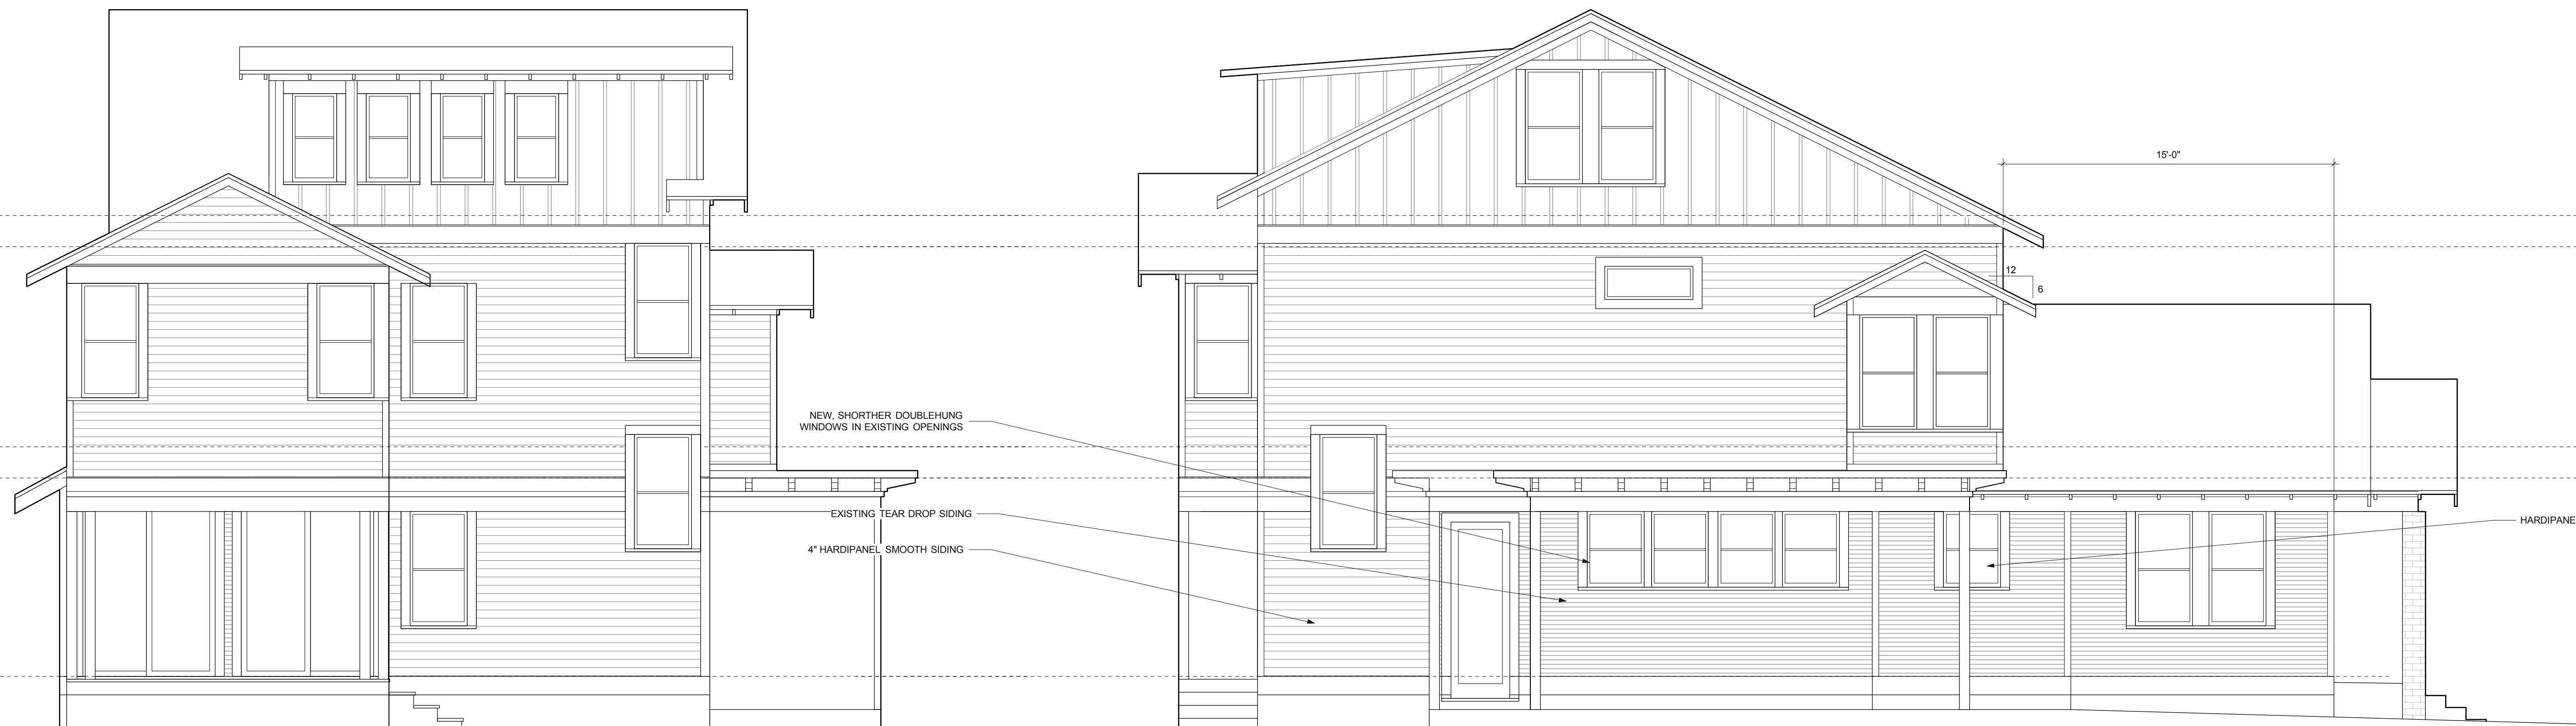 15'-0"
12
6
NEW, SHORTHER DOUBLEHUNG
WINDOWS IN EXISTING OPENINGS
EXISTING TEAR DROP SIDING
HARDIPANE
4" HARDIPANEL SMOOTH SIDING